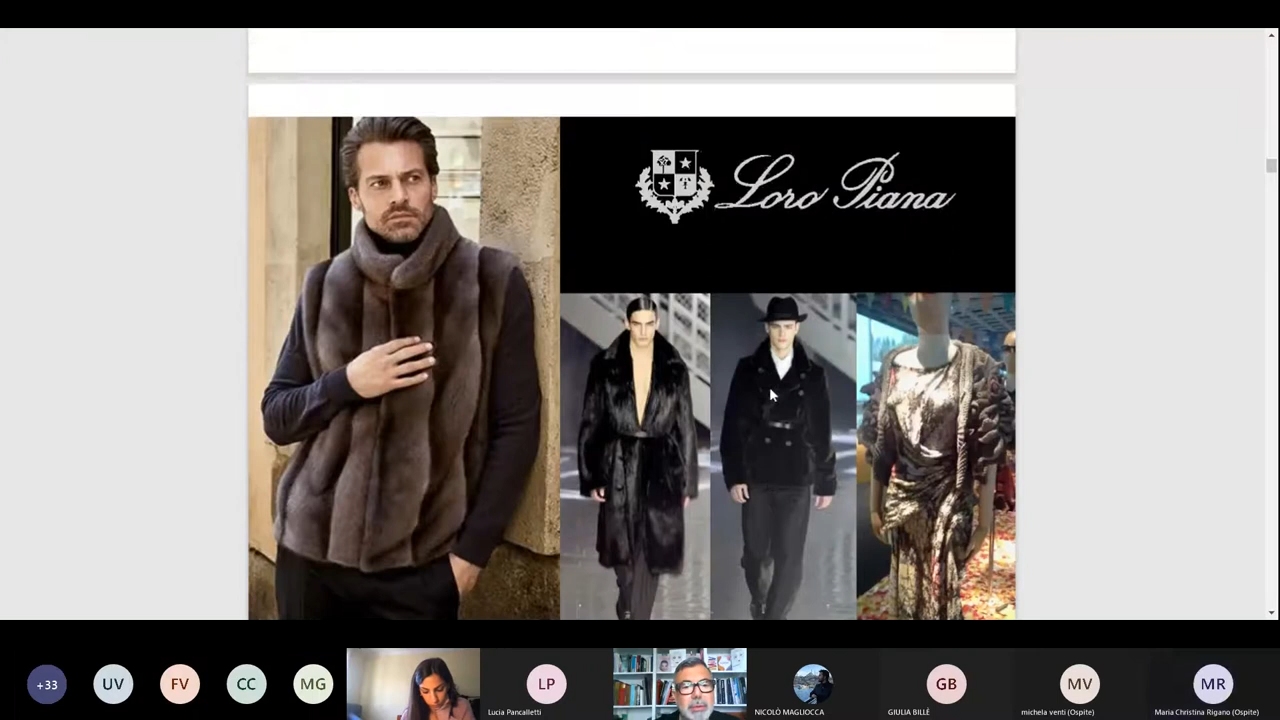 Loro Piana
+33
UV
FV
CC
MG
LP
GB
MV
MR
Lucia Pancalletti
NICOLÒ MAGLIOCCA
GIULIA BILLÈ
michela venti (Ospite)
Maria Christina Rigano (Ospite)